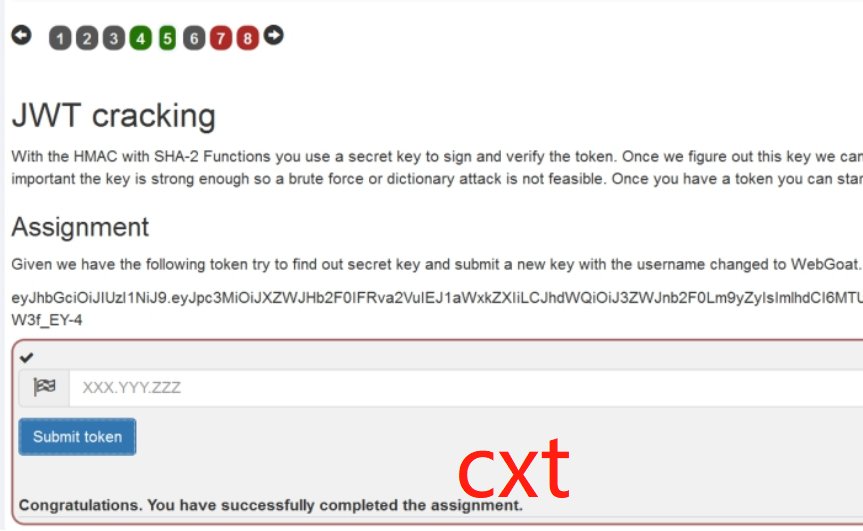 1 2 3 4 5 6 7 8
JWT cracking
With the HMAC with SHA-2 Functions you use a secret key to sign and verify the token. Once we figure out this key we can
important the key is strong enough so a brute force or dictionary attack is not feasible. Once you have a token you can star
Assignment
Given we have the following token try to find out secret key and submit a new key with the username changed to WebGoat.
eyJhbGciOiJIUzI1NiJ9.eyJpc3MiOiJXZWJHb2F0IFRva2VuIEJ1aWxkZXIiLCJhdWQiOiJ3ZWJnb2F0Lm9yZyIsImlhdCI6MTU
W3f_EY-4
XXX.YYY.ZZZ
Submit token
cxt
Congratulations. You have successfully completed the assignment.